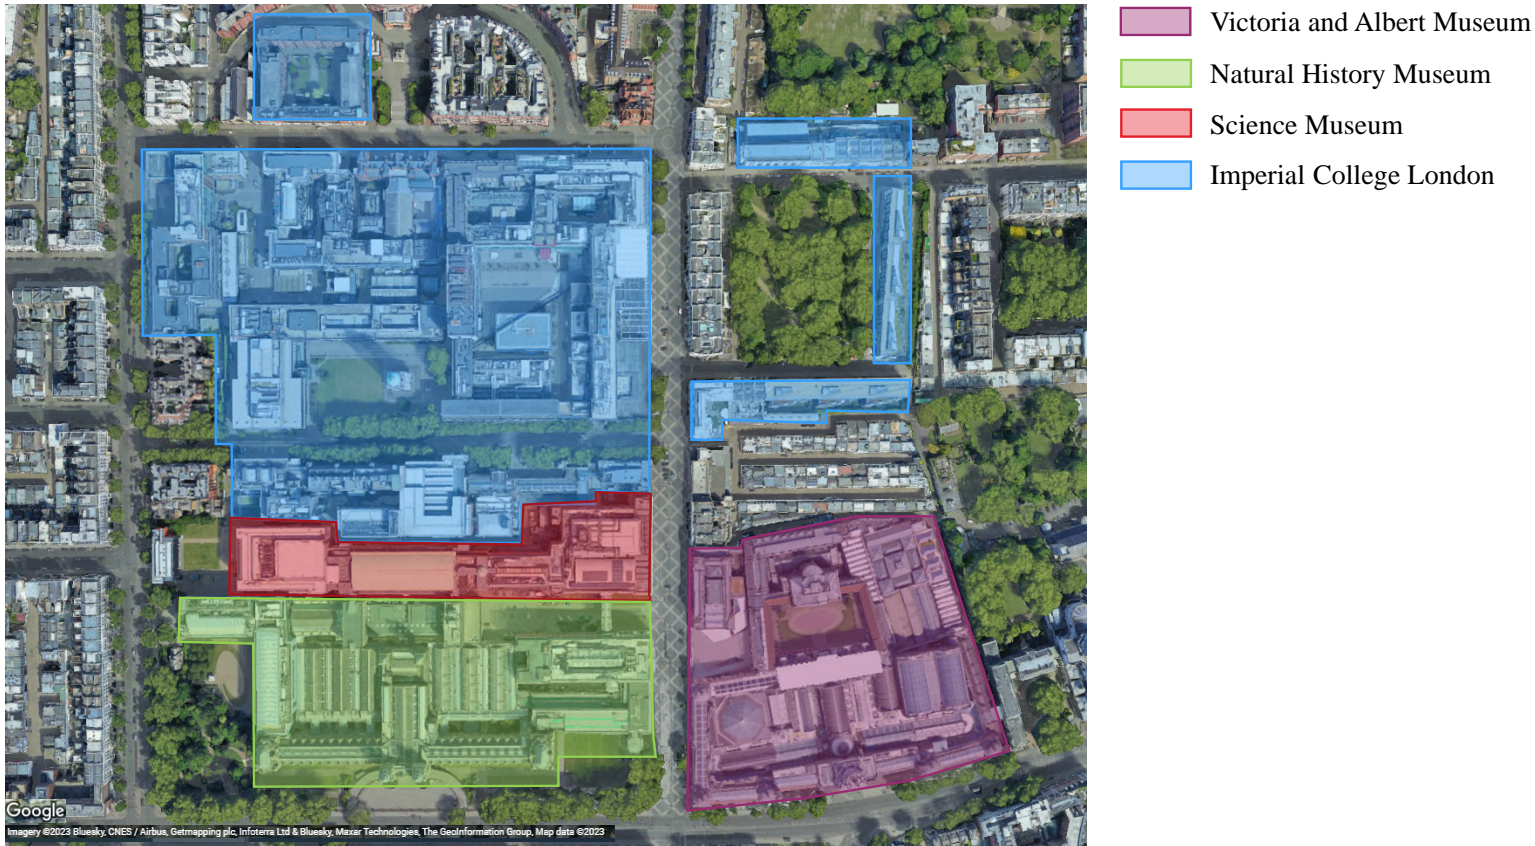 Victoria and Albert Museum
Natural History Museum
Science Museum
Imperial College London
Google
Imagery ©2023 Bluesky, CNES / Airbus, Getmapping plc, Infoterra Ltd & Bluesky, Maxar Technologies, The GeoInformation Group, Map data ©2023